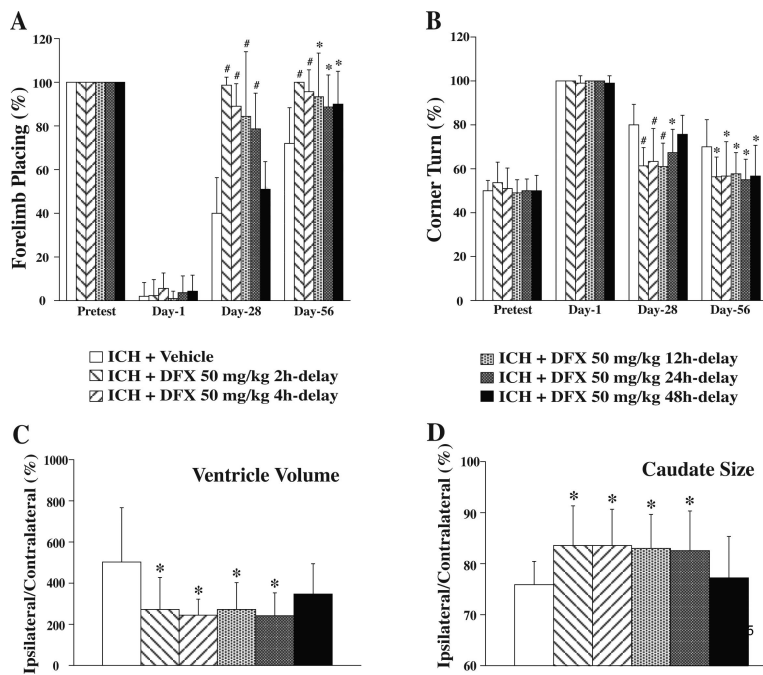 A
B
120
100
80
60
40
20
0
Forelimb Placing (%)
# # # #
# # * * *
Pretest Day-1 Day-28 Day-56
120
100
80
60
40
20
0
Corner Turn (%)
# # # *
* * * * *
Pretest Day-1 Day-28 Day-56
ICH + Vehicle
ICH + DFX 50 mg/kg 2h-delay
ICH + DFX 50 mg/kg 4h-delay
ICH + DFX 50 mg/kg 12h-delay
ICH + DFX 50 mg/kg 24h-delay
ICH + DFX 50 mg/kg 48h-delay
C
Ventricle Volume
1000
800
600
400
200
0
Ipsilateral/Contralateral (%)
* * * *
D
Caudate Size
100
90
80
70
60
Ipsilateral/Contralateral (%)
* * * *
5